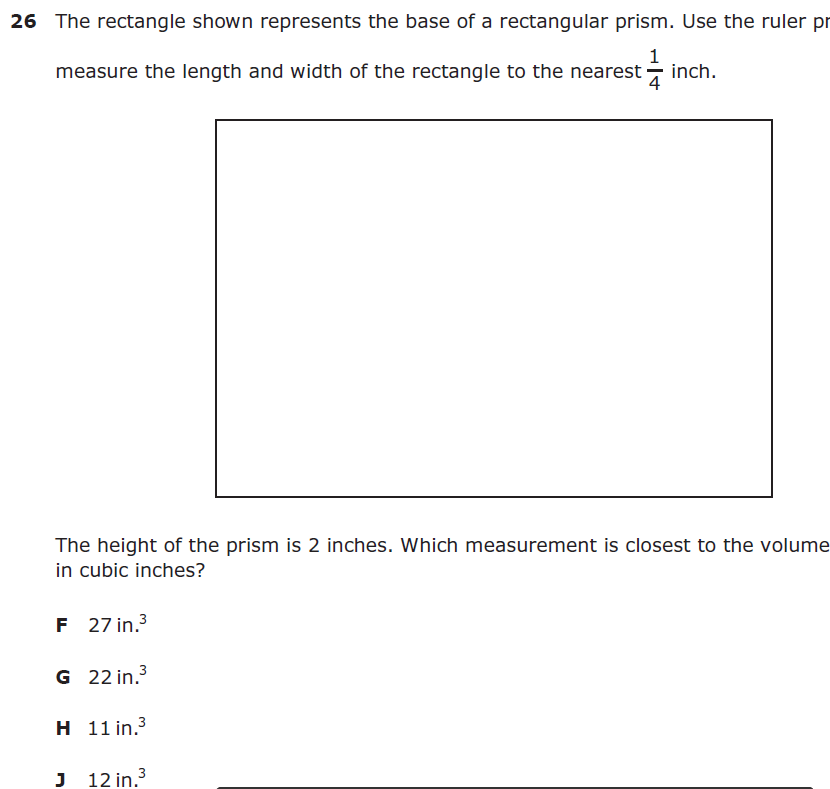 26 The rectangle shown represents the base of a rectangular prism. Use the ruler pr
measure the length and width of the rectangle to the nearest 1/4 inch.
The height of the prism is 2 inches. Which measurement is closest to the volume
in cubic inches?
F 27 in.³
G 22 in.³
H 11 in.³
J 12 in.³